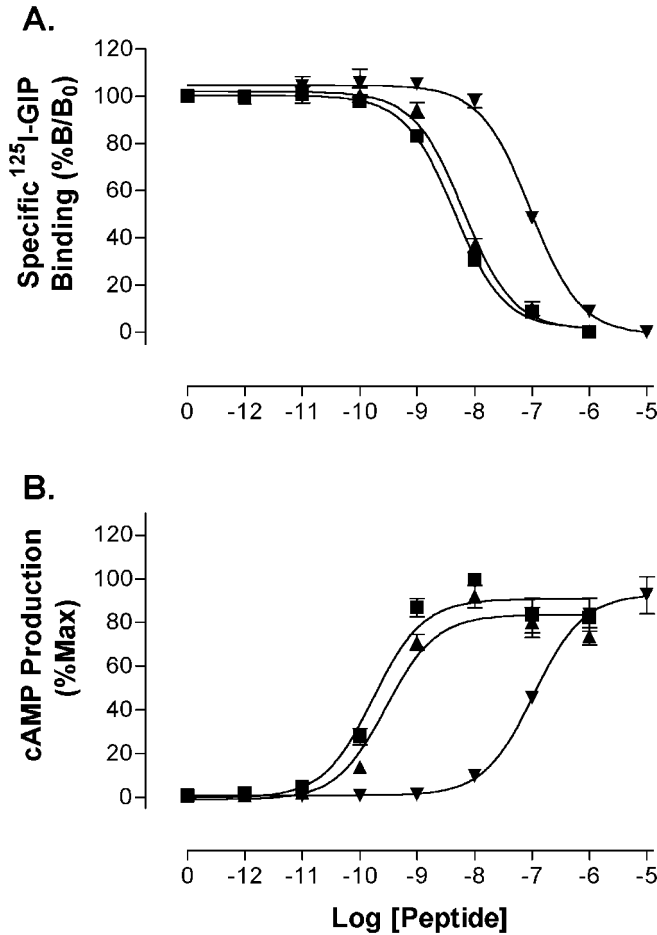 A.
Specific ¹²⁵I-GIP
Binding (%B/B₀)
120
100
80
60
40
20
0
0 -12 -11 -10 -9 -8 -7 -6 -5
B.
cAMP Production
(%Max)
120
100
80
60
40
20
0
0 -12 -11 -10 -9 -8 -7 -6 -5
Log [Peptide]